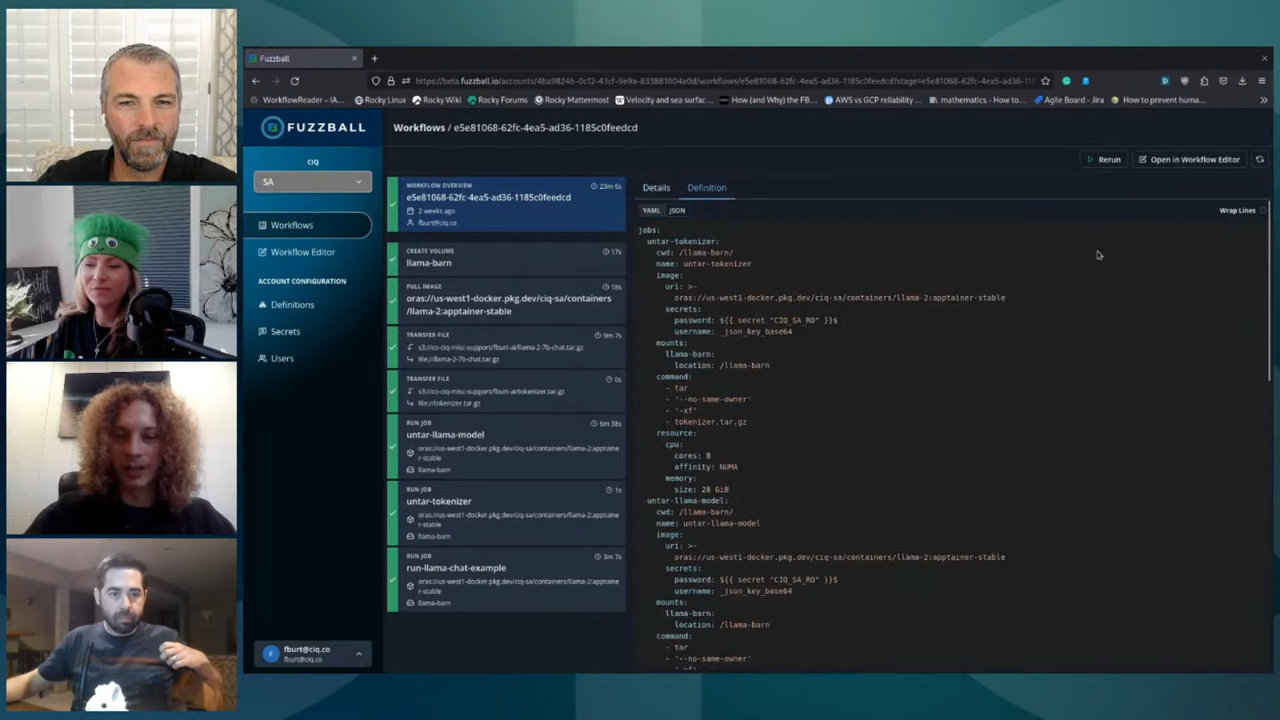 Fuzzball
https://beta.fuzzball.io/accounts/4ba9824b-0c12-43cf-9e9a-833881004a0d/workflows/e5e81068-62fc-4ea5-ad36-1185c0feedcd?stage=e5e81068-62fc-4ea5-ad36-1185c0feedcd%3A%3A11
WorkflowReader — IA... Rocky Linux Rocky Wiki Rocky Forums Rocky Mattermost Velocity and sea surfac... How (and Why) the FB... AWS vs GCP reliability ... mathematics - How to... Agile Board - Jira How to prevent huma...
FUZZBALL
Workflows / e5e81068-62fc-4ea5-ad36-1185c0feedcd
CIQ
SA
Workflows
Workflow Editor
ACCOUNT CONFIGURATION
Definitions
Secrets
Users
fburt@ciq.co
F
fburt@ciq.co
Rerun
Open in Workflow Editor
WORKFLOW OVERVIEW
23m 6s
e5e81068-62fc-4ea5-ad36-1185c0feedcd
2 weeks ago
fburt@ciq.co
CREATE VOLUME
17s
llama-barn
PULL IMAGE
18s
oras://us-west1-docker.pkg.dev/ciq-sa/containers
/llama-2:apptainer-stable
TRANSFER FILE
9m 7s
s3://co-ciq-misc-support/fburt-ai/llama-2-7b-chat.tar.gz
file://llama-2-7b-chat.tar.gz
TRANSFER FILE
0s
s3://co-ciq-misc-support/fburt-ai/tokenizer.tar.gz
file://tokenizer.tar.gz
RUN JOB
6m 38s
untar-llama-model
oras://us-west1-docker.pkg.dev/ciq-sa/containers/llama-2:apptaine
r-stable
llama-barn
RUN JOB
1s
untar-tokenizer
oras://us-west1-docker.pkg.dev/ciq-sa/containers/llama-2:apptaine
r-stable
llama-barn
RUN JOB
3m 7s
run-llama-chat-example
oras://us-west1-docker.pkg.dev/ciq-sa/containers/llama-2:apptaine
r-stable
llama-barn
Details
Definition
YAML JSON
Wrap Lines
jobs:
untar-tokenizer:
cwd: /llama-barn/
name: untar-tokenizer
image:
uri: >-
oras://us-west1-docker.pkg.dev/ciq-sa/containers/llama-2:apptainer-stable
secrets:
password: ${{ secret "CIQ_SA_RO" }}$
username: _json_key_base64
mounts:
llama-barn:
location: /llama-barn
command:
- tar
- '--no-same-owner'
- '-xf'
- tokenizer.tar.gz
resource:
cpu:
cores: 8
affinity: NUMA
memory:
size: 20 GiB
untar-llama-model:
cwd: /llama-barn/
name: untar-llama-model
image:
uri: >-
oras://us-west1-docker.pkg.dev/ciq-sa/containers/llama-2:apptainer-stable
secrets:
password: ${{ secret "CIQ_SA_RO" }}$
username: _json_key_base64
mounts:
llama-barn:
location: /llama-barn
command:
- tar
- '--no-same-owner'